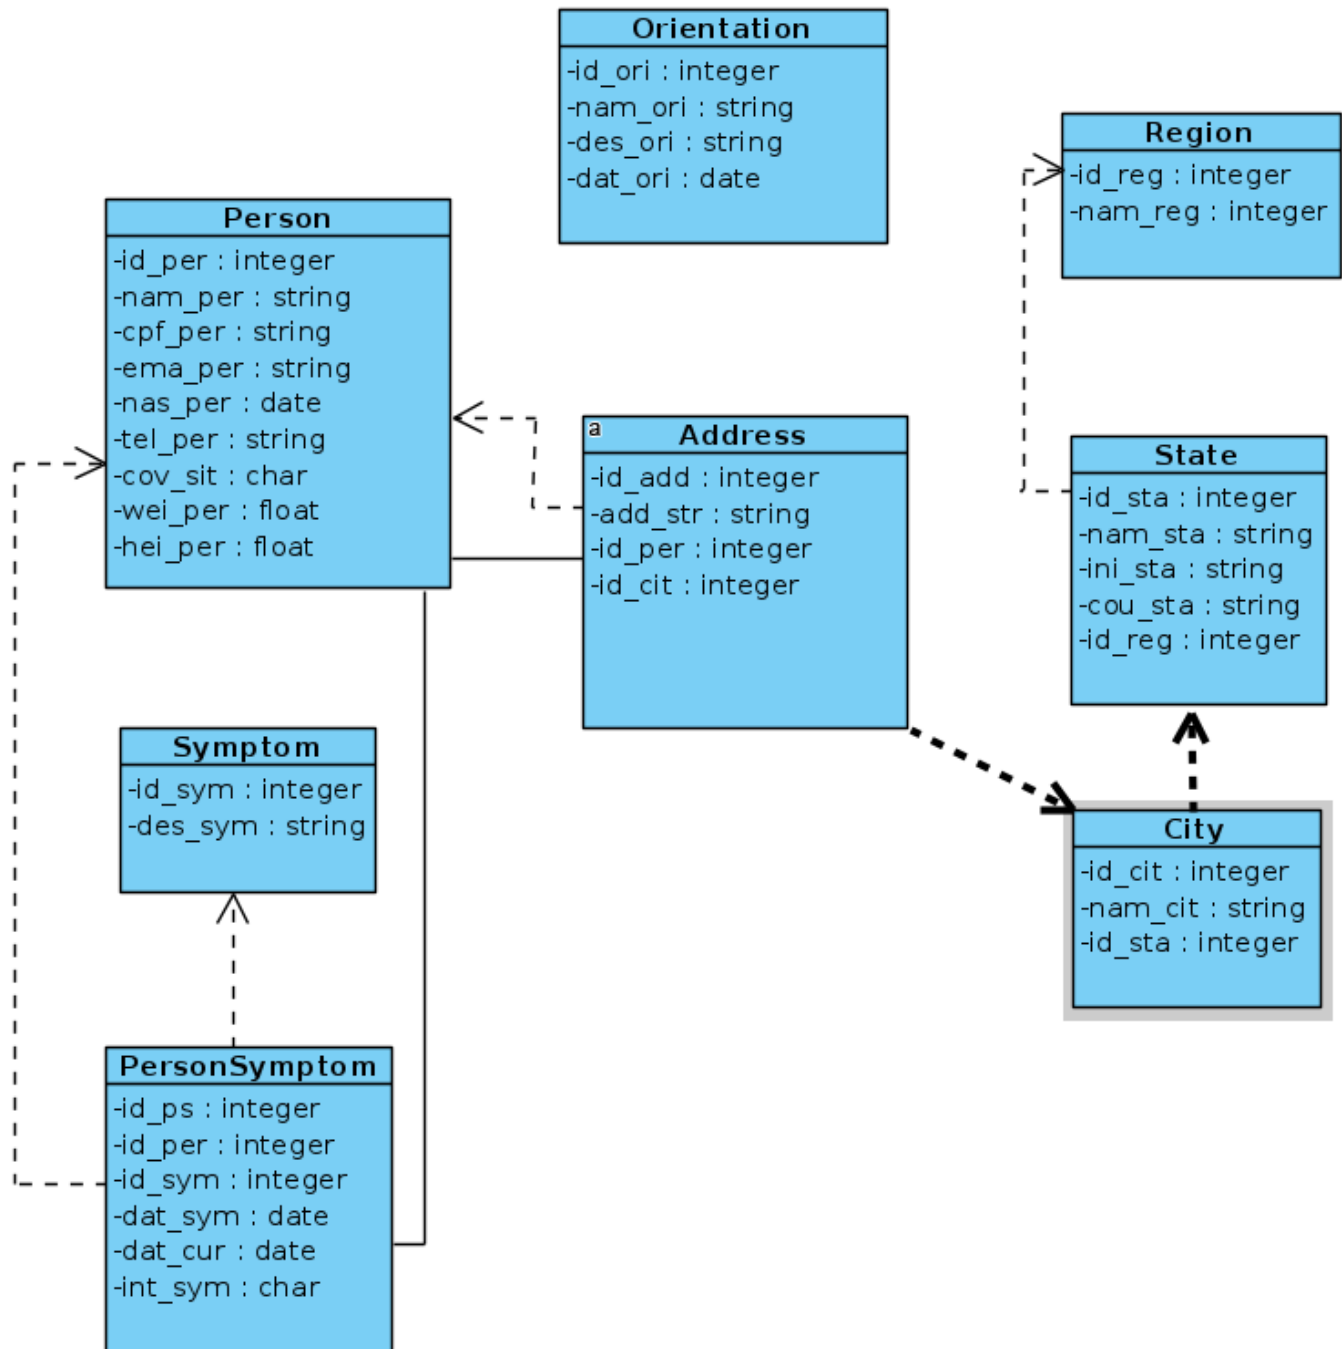 Orientation
-id_ori : integer
-nam_ori : string
-des_ori : string
-dat_ori : date
Region
-id_reg : integer
-nam_reg : integer
Person
-id_per : integer
-nam_per : string
-cpf_per : string
-ema_per : string
-nas_per : date
-tel_per : string
-cov_sit : char
-wei_per : float
-hei_per : float
a
Address
-id_add : integer
-add_str : string
-id_per : integer
-id_cit : integer
State
-id_sta : integer
-nam_sta : string
-ini_sta : string
-cou_sta : string
-id_reg : integer
Symptom
-id_sym : integer
-des_sym : string
City
-id_cit : integer
-nam_cit : string
-id_sta : integer
PersonSymptom
-id_ps : integer
-id_per : integer
-id_sym : integer
-dat_sym : date
-dat_cur : date
-int_sym : char